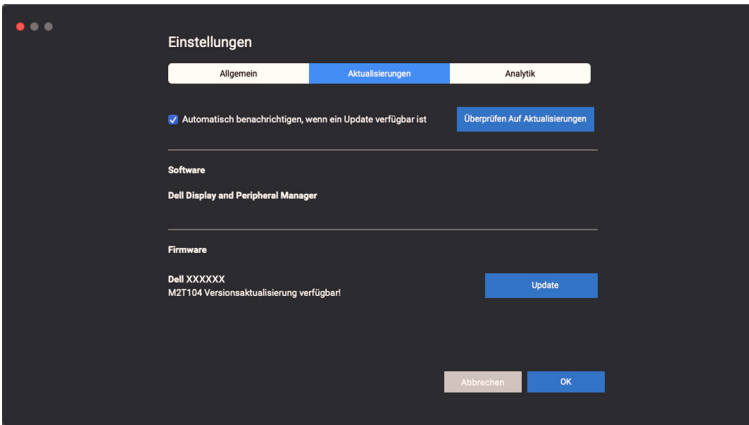 Einstellungen
Allgemein Aktualisierungen Analytik
Automatisch benachrichtigen, wenn ein Update verfügbar ist Überprüfen Auf Aktualisierungen
Software
Dell Display and Peripheral Manager
Firmware
Dell XXXXXX
M2T104 Versionsaktualisierung verfügbar!
Update
Abbrechen OK